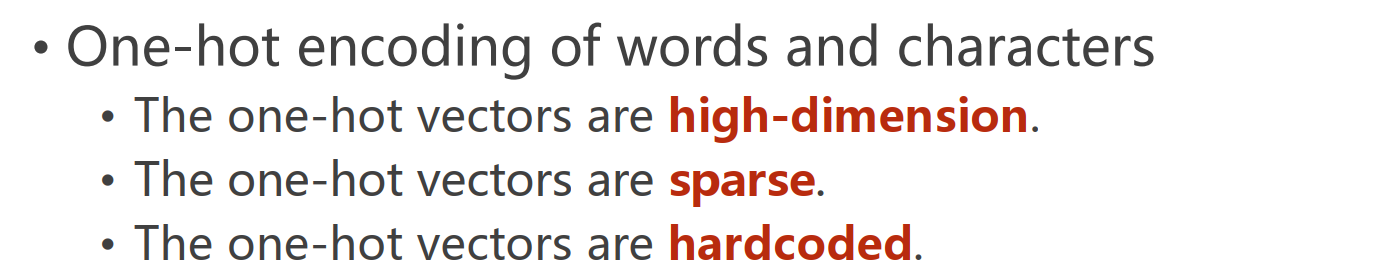 • One-hot encoding of words and characters
• The one-hot vectors are high-dimension.
• The one-hot vectors are sparse.
• The one-hot vectors are hardcoded.